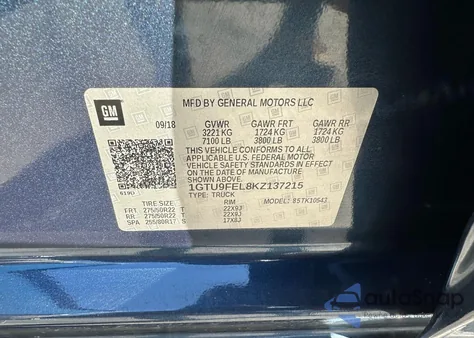 GM
MFD BY GENERAL MOTORS LLC
09/18 GVWR GAWR FRT GAWR RR
3221 KG 1724 KG 1724 KG
7100 LB 3800 LB 3800 LB
THIS VEHICLE CONFORMS TO ALL
APPLICABLE U.S. FEDERAL MOTOR
VEHICLE SAFETY STANDARDS IN EFFECT
ON THE DATE OF MANUFACTURE SHOWN ABOVE.
1GTU9FEL8KZ137215
TYPE: TRUCK MODEL:
TIRE SIZE RIM
FRT 275/50R22 22X9J
RR 275/50R22 22X9J
SPA 255/80R17 17X8J
autoSnap